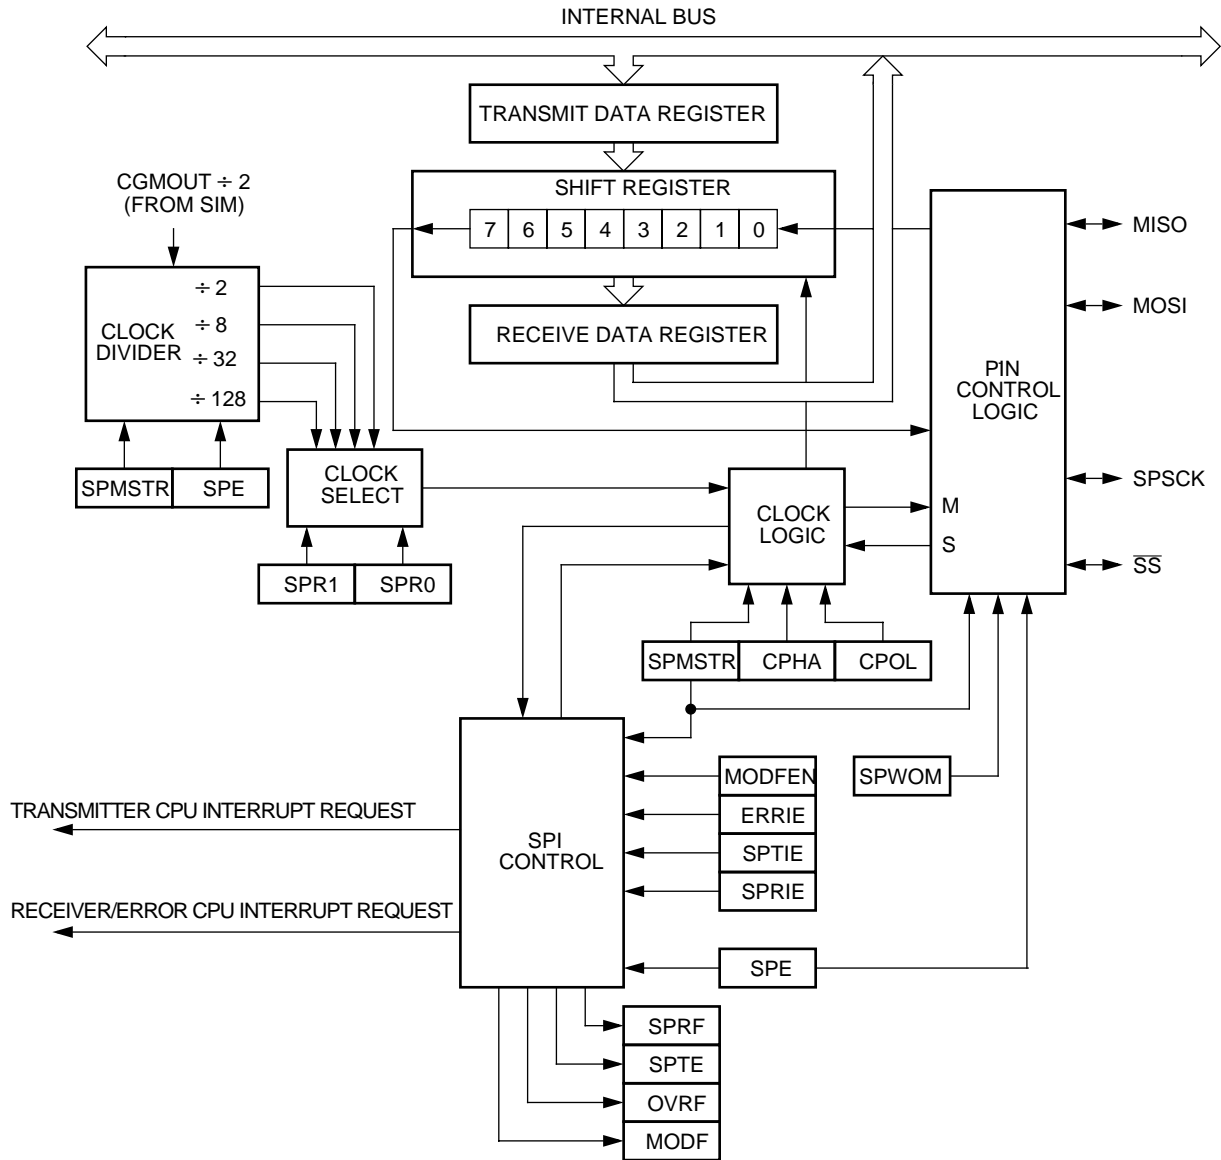 INTERNAL BUS
TRANSMIT DATA REGISTER
CGMOUT ÷ 2
(FROM SIM)
SHIFT REGISTER
7 6 5 4 3 2 1 0
MISO
÷ 2
MOSI
÷ 8
CLOCK
DIVIDER
÷ 32
÷ 128
RECEIVE DATA REGISTER
P1N
CONTROL
LOGIC
SPMSTR SPE
CLOCK
SELECT
SPSCK
CLOCK
LOGIC
M
S
SS
SPR1 SPR0
SPMSTR CPHA CPOL
MODFEN
SPWOM
TRANSMITTER CPU INTERRUPT REQUEST
ERRIE
SPI
CONTROL
SPTIE
SPRIE
RECEIVER/ERROR CPU INTERRUPT REQUEST
SPE
SPRF
SPTE
OVRF
MODF